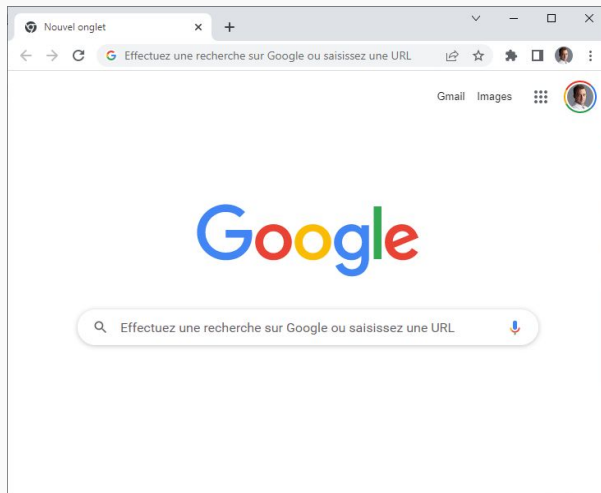 Nouvel onglet
Effectuez une recherche sur Google ou saisissez une URL
Gmail Images
Google
Effectuez une recherche sur Google ou saisissez une URL